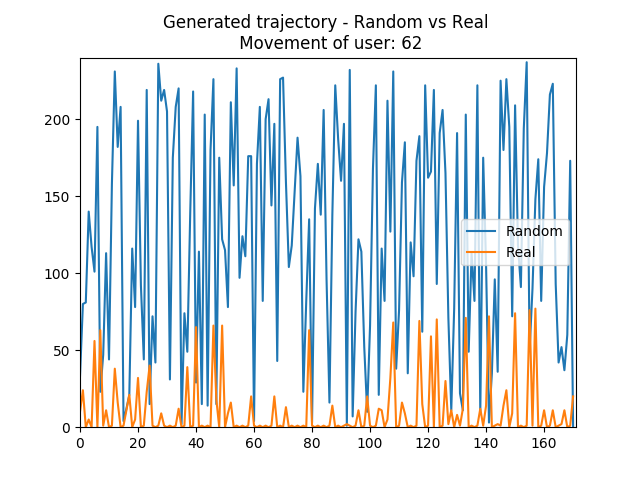 Generated trajectory - Random vs Real
Movement of user: 62
200
150
100
50
0
Random
Real
0 20 40 60 80 100 120 140 160